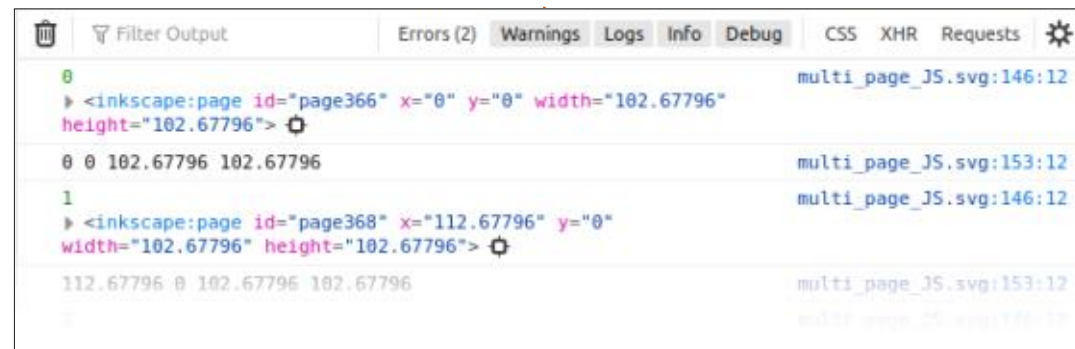 Filter Output Errors (2) Warnings Logs Info Debug CSS XHR Requests
0 multi_page_JS.svg:146:12
<inkscape:page id="page366" x="0" y="0" width="102.67796"
height="102.67796">
0 0 102.67796 102.67796 multi_page_JS.svg:153:12
1 multi_page_JS.svg:146:12
<inkscape:page id="page368" x="112.67796" y="0"
width="102.67796" height="102.67796">
112.67796 0 102.67796 102.67796 multi_page_JS.svg:153:12